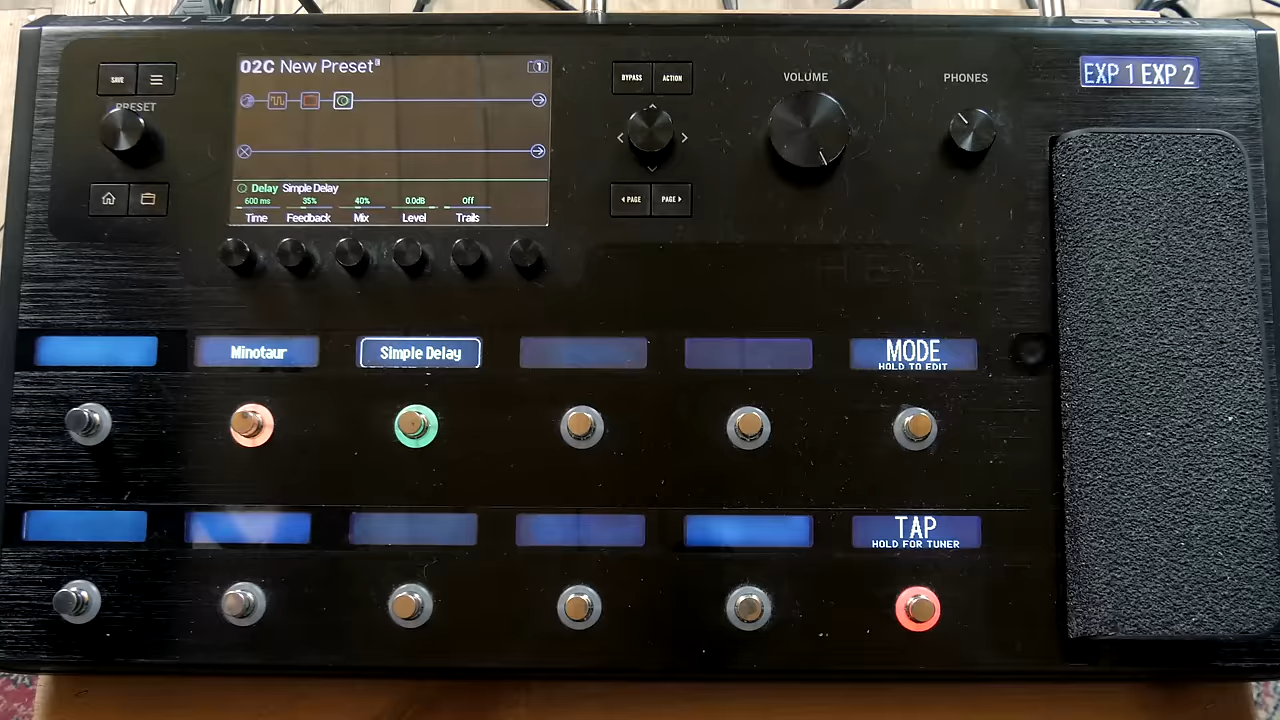 HELIX
SAVE
PRESET
02C New Preset
1
Delay Simple Delay
600 ms 35% 40% 0.0dB Off
Time Feedback Mix Level Trails
BYPASS ACTION
< PAGE PAGE >
VOLUME
PHONES
EXP 1 EXP 2
Minotaur
Simple Delay
MODE
HOLD TO EDIT
TAP
HOLD FOR TUNER